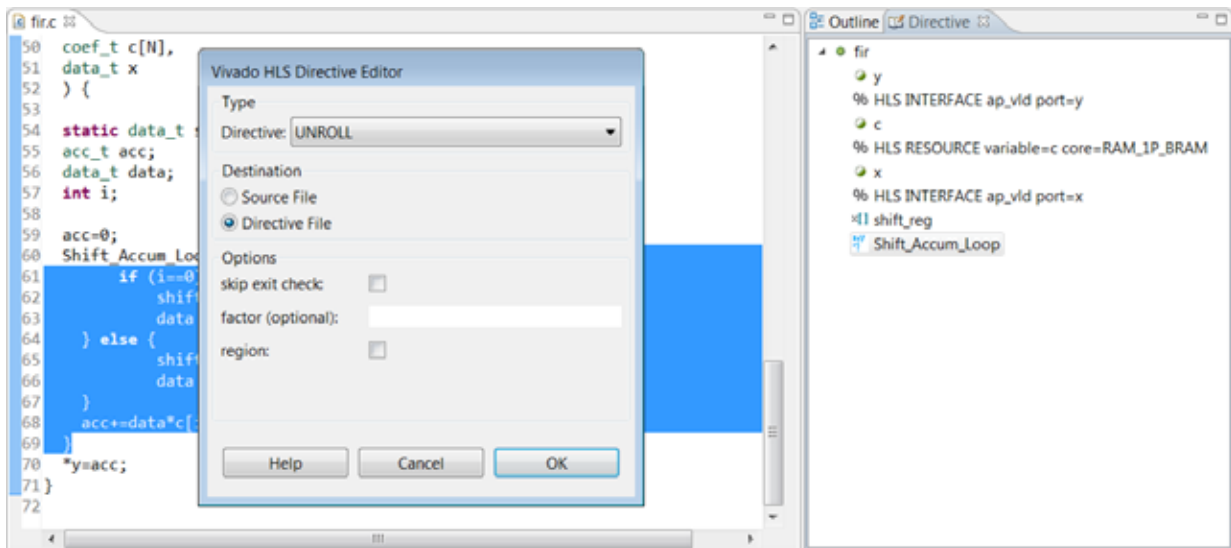 fir.c
50 coef_t c[N],
51 data_t x
52 ) {
53
54 static data_t
55 acc_t acc;
56 data_t data;
57 int i;
58
59 acc=0;
60 Shift_Accum_Loo
61 if (i==0)
62 shift
63 data
64 } else {
65 shift
66 data
67 }
68 acc+=data*c[
69 }
70 *y=acc;
71 }
72
Vivado HLS Directive Editor
Type
Directive: UNROLL
Destination
Source File
Directive File
Options
skip exit check:
factor (optional):
region:
Help Cancel OK
Outline Directive
fir
y
% HLS INTERFACE ap_vld port=y
c
% HLS RESOURCE variable=c core=RAM_1P_BRAM
x
% HLS INTERFACE ap_vld port=x
shift_reg
Shift_Accum_Loop